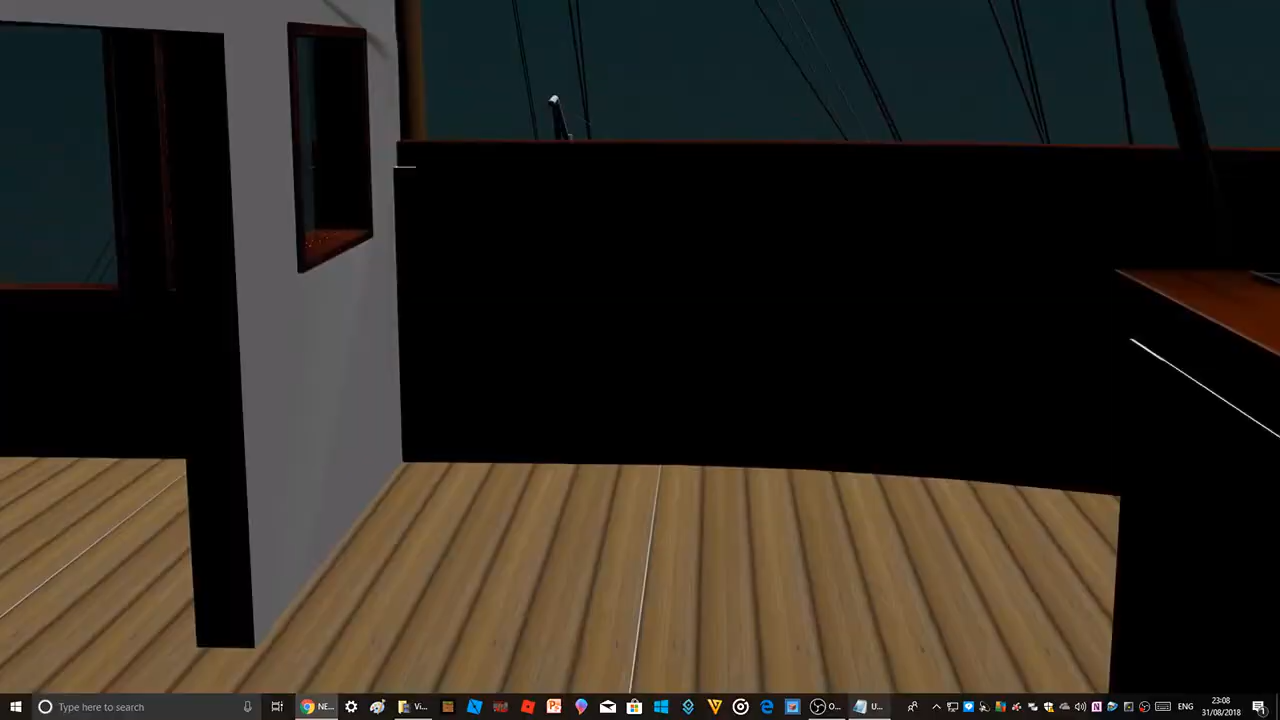 Type here to search
NE...
Vi...
O...
U...
ENG
23:08
31/08/2018